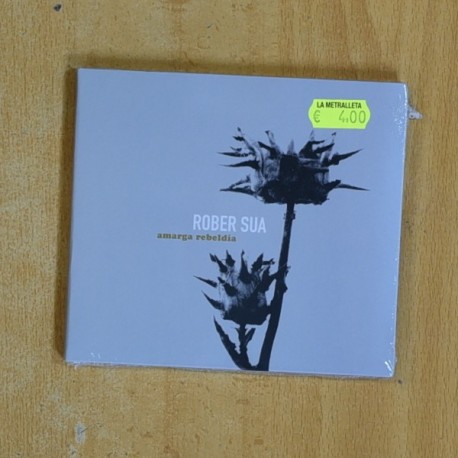 LA METRALLETA
€ 4,00
ROBER SUA
amarga rebeldía